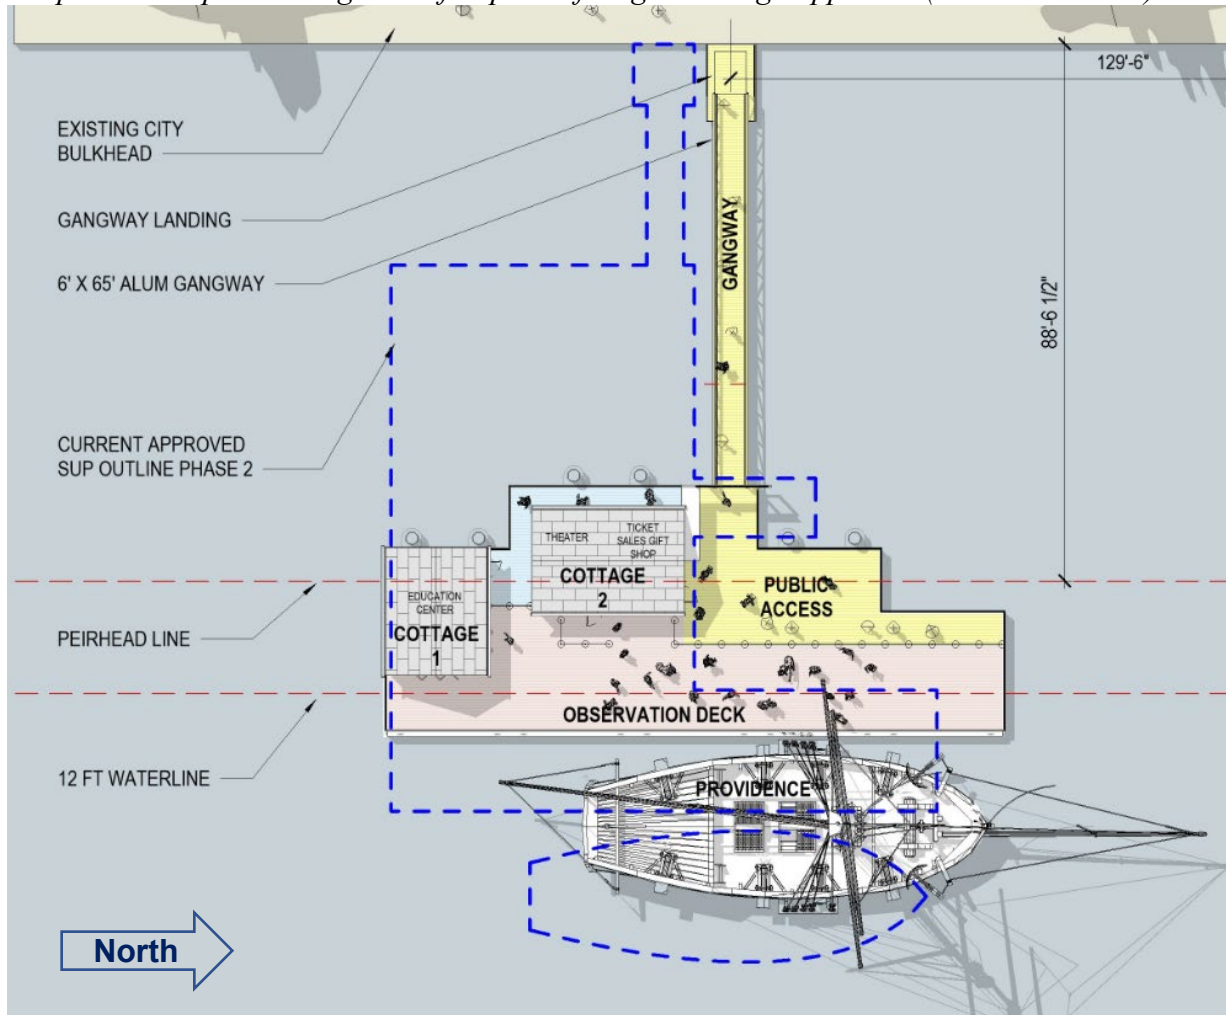 129'-6"
EXISTING CITY
BULKHEAD
GANGWAY LANDING
6' X 65' ALUM GANGWAY
GANGWAY
88'-6 1/2"
CURRENT APPROVED
SUP OUTLINE PHASE 2
THEATER
TICKET
SALES GIFT
SHOP
COTTAGE
2
EDUCATION
CENTER
COTTAGE
1
PUBLIC
ACCESS
PEIRHEAD LINE
OBSERVATION DECK
12 FT WATERLINE
PROVIDENCE
North